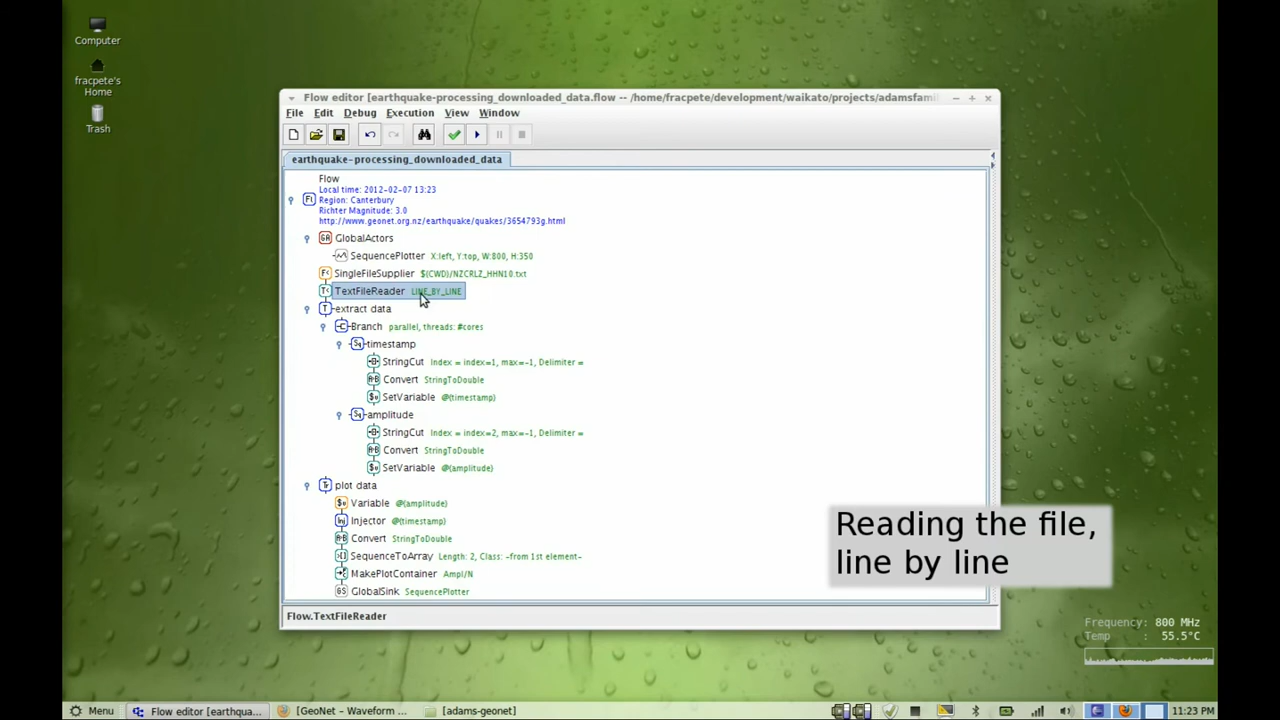 Computer
fracpete's
Home
Trash
Flow editor [earthquake-processing_downloaded_data.flow -- /home/fracpete/development/waikato/projects/adamsfami
File Edit Debug Execution View Window
earthquake-processing_downloaded_data
Flow
Local time: 2012-02-07 13:23
Region: Canterbury
Richter Magnitude: 3.0
http://www.geonet.org.nz/earthquake/quakes/3654793g.html
GlobalActors
SequencePlotter X:left, Y:top, W:800, H:350
SingleFileSupplier ${CWD}/NZCRLZ_HHN10.txt
TextFileReader LINE_BY_LINE
extract data
Branch parallel, threads: #cores
timestamp
StringCut Index = index=1, max=-1, Delimiter =
Convert StringToDouble
SetVariable @{timestamp}
amplitude
StringCut Index = index=2, max=-1, Delimiter =
Convert StringToDouble
SetVariable @{amplitude}
plot data
Variable @{amplitude}
Injector @{timestamp}
Convert StringToDouble
SequenceToArray Length: 2, Class: -from 1st element-
MakePlotContainer Ampl/N
GlobalSink SequencePlotter
Flow.TextFileReader
Reading the file,
line by line
Frequency: 800 MHz
Temp : 55.5°C
Menu Flow editor [earthqua... [GeoNet – Waveform ... [adams-geonet] 11:23 PM